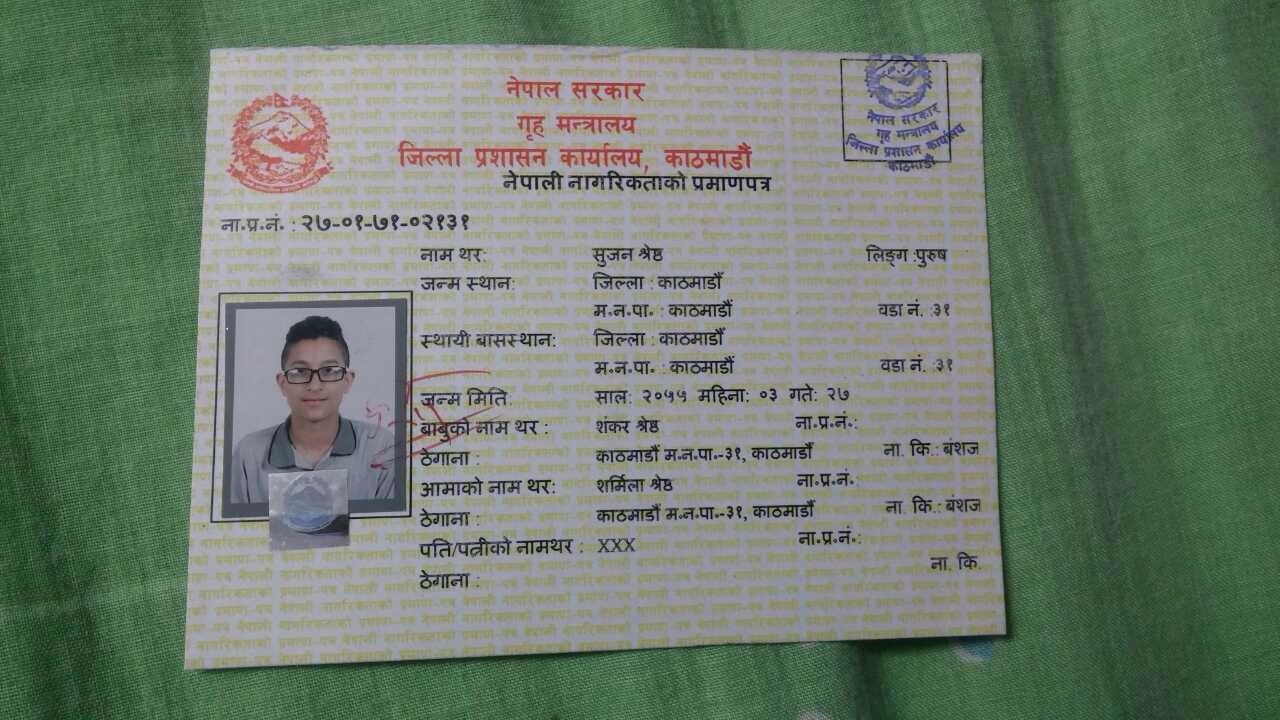 नेपाल सरकार
गृह मन्त्रालय
जिल्ला प्रशासन कार्यालय, काठमाडौं
नेपाली नागरिकताको प्रमाणपत्र
नेपाल सरकार
गृह मन्त्रालय
जिल्ला प्रशासन कार्यालय
काठमाडौं
ना.प्र.नं. : २७-०१-७१-०२१३१
नाम थर: सुजन श्रेष्ठ लिङ्ग :पुरुष
जन्म स्थान: जिल्ला : काठमाडौं
म.न.पा. : काठमाडौं वडा नं. :३१
स्थायी बासस्थान: जिल्ला : काठमाडौं
म.न.पा. : काठमाडौं वडा नं. :३१
जन्म मिति साल: २०५५ महिना: ०३ गते: २७
बाबुको नाम थर : शंकर श्रेष्ठ ना.प्र.नं.:
ठेगाना : काठमाडौं म.न.पा.-३१, काठमाडौं ना. कि.: बंशज
आमाको नाम थर: शर्मिला श्रेष्ठ ना.प्र.नं.:
ठेगाना : काठमाडौं म.न.पा.-३१, काठमाडौं ना. कि.: बंशज
पति/पत्नीको नामथर : XXX ना.प्र.नं.:
ठेगाना : ना. कि.